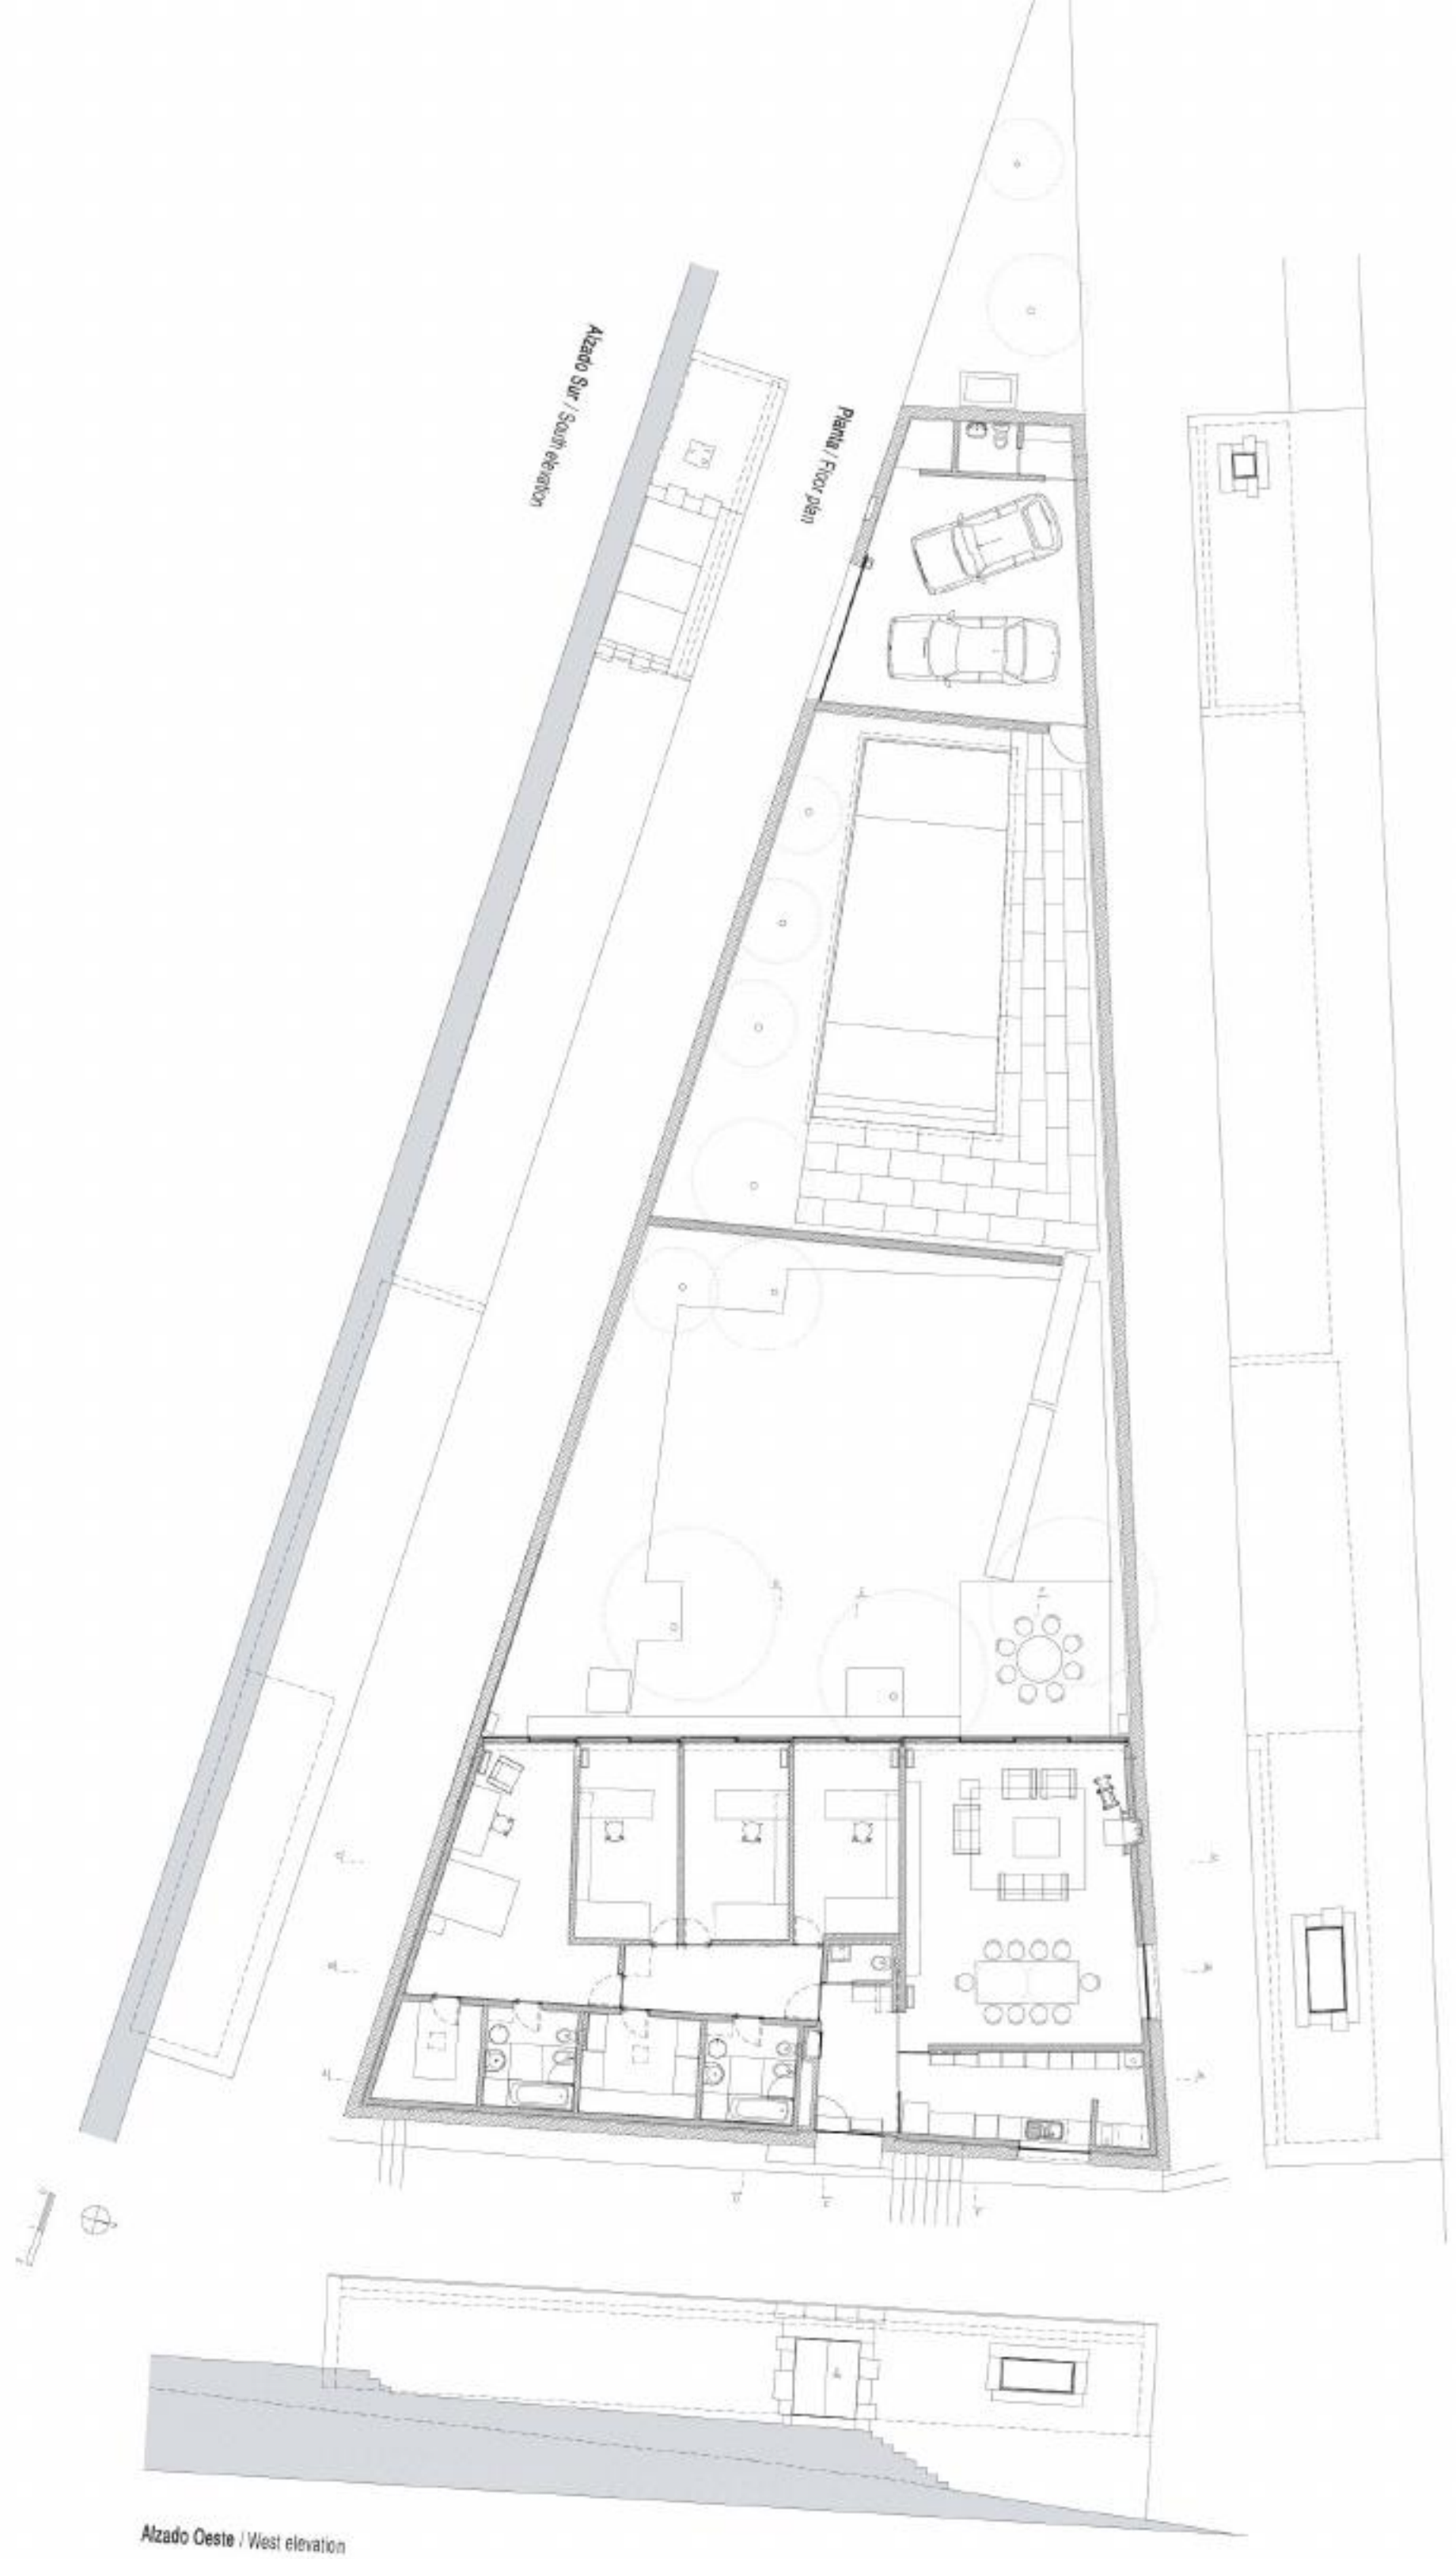 Alzado Sur / South elevation
Planta / Floor plan
Alzado Oeste / West elevation